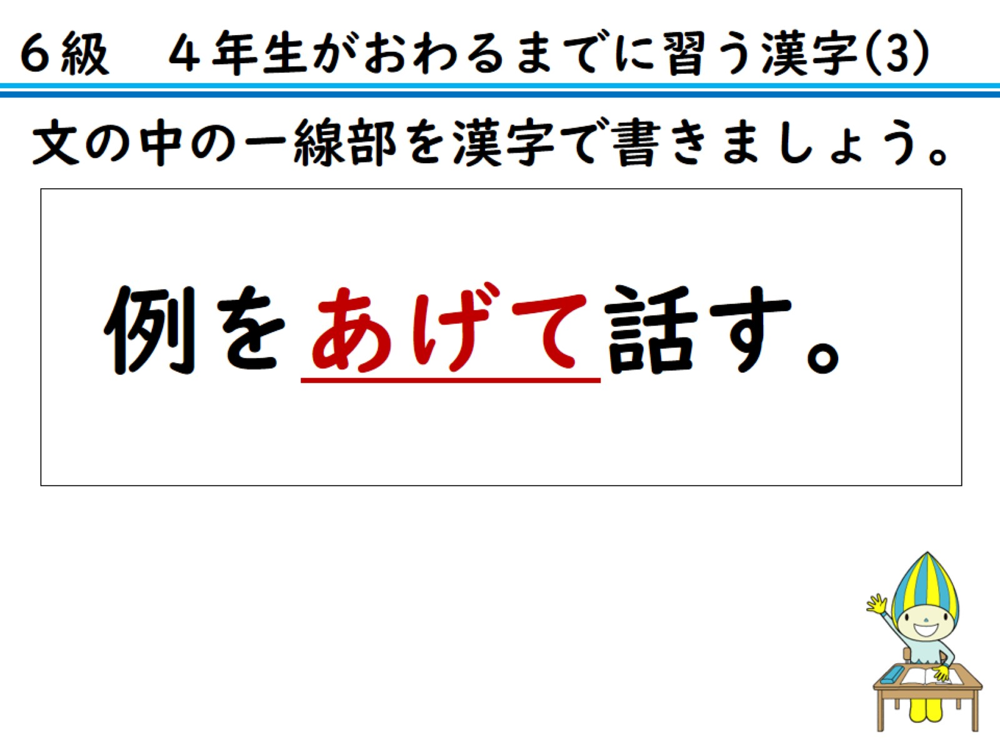 ６級　４年生がおわるまでに習う漢字(3)
文の中の一線部を漢字で書きましょう。
例をあげて話す。